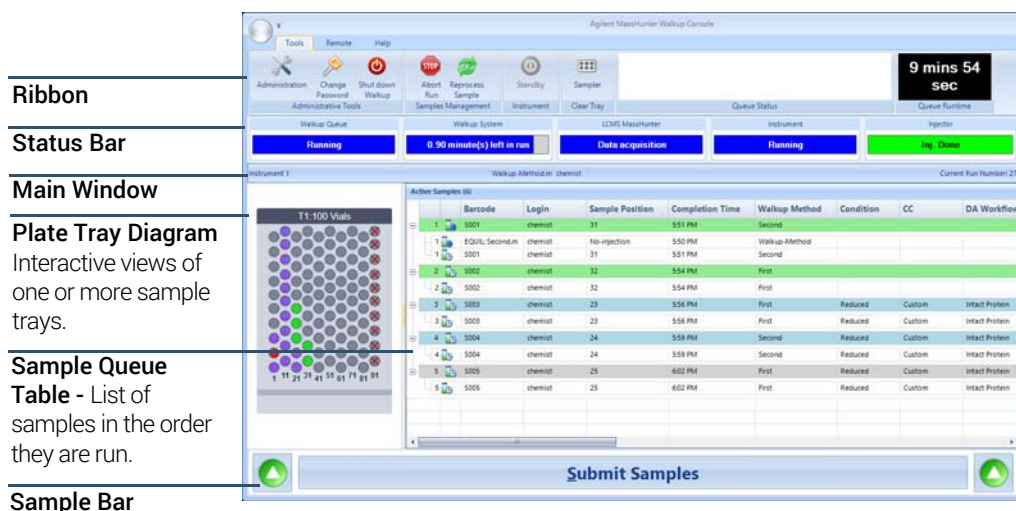 Agilent MassHunter Walkup Console
Tools Remote Help
Administration Change Password Shut down Walkup Abort Run Reprocess Sample Standby Sampler
9 mins 54 sec
Administrative Tools Samples Management Instrument Clear Tray Queue Status Queue Runtime
Ribbon
Walkup Queue Walkup System LCMS MassHunter Instrument Injector
Status Bar
Running 0.90 minute(s) left in run Data acquisition Running Inj. Done
Instrument 1 Walkup-Method.m chemist Current Run Number: 27
Main Window
Active Samples (6)
Barcode Login Sample Position Completion Time Walkup Method Condition CC DA Workflow
T1:100 Vials
1 S001 chemist 31 5:51 PM Second
1 EQUIL: Second.m chemist No-injection 5:50 PM Walkup-Method
1 S001 chemist 31 5:51 PM Second
2 S002 chemist 32 5:54 PM First
2 S002 chemist 32 5:54 PM First
3 S003 chemist 23 5:56 PM First Reduced Custom Intact Protein
3 S003 chemist 23 5:56 PM First Reduced Custom Intact Protein
4 S004 chemist 24 5:59 PM Second Reduced Custom Intact Protein
4 S004 chemist 24 5:59 PM Second Reduced Custom Intact Protein
5 S005 chemist 25 6:02 PM First Reduced Custom Intact Protein
5 S005 chemist 25 6:02 PM First Reduced Custom Intact Protein
1 11 21 31 41 51 61 71 81 91
Plate Tray Diagram
Interactive views of
one or more sample
trays.
Sample Queue
Table - List of
samples in the order
they are run.
Submit Samples
Sample Bar